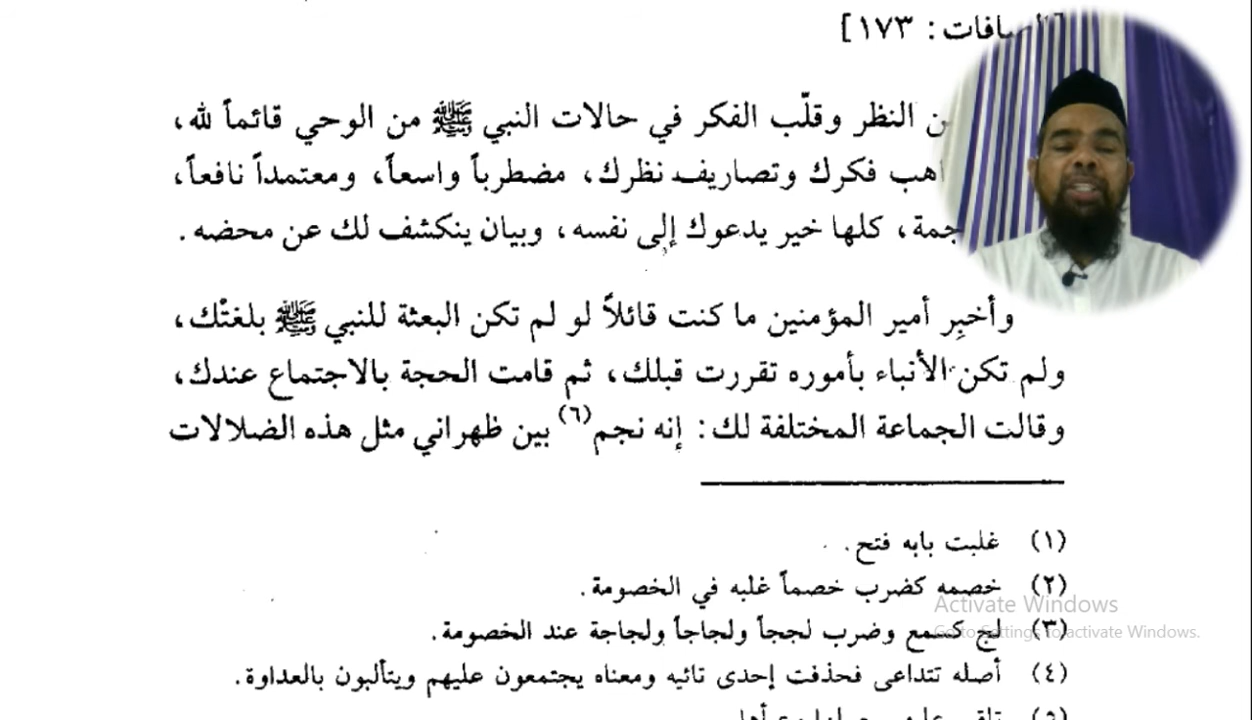 [الصافات : ١٧٣]
النظر وقلّب الفكر في حالات النبي ﷺ من الوحي قائماً لله،
فكرك وتصاريف نظرك، مضطرباً واسعاً، ومعتمداً نافعاً،
كلها خير يدعوك إلى نفسه، وبيان ينكشف لك عن محضه.
وأخبِر أمير المؤمنين ما كنت قائلاً لو لم تكن البعثة للنبي ﷺ بلغتْك،
ولم تكن الأنباء بأموره تقررت قبلك، ثم قامت الحجة بالاجتماع عندك،
وقالت الجماعة المختلفة لك: إنه نجم(٦) بين ظهراني مثل هذه الضلالات
(١) غلبت بابه فتح.
(٢) خصمه كضرب خصماً غلبه في الخصومة.
Activate Windows
(٣) لج كسمع وضرب لججاً ولجاجاً ولجاجة عند الخصومة.
Go to Settings to activate Windows.
(٤) أصله تتداعى فحذفت إحدى تائيه ومعناه يجتمعون عليهم ويتألبون بالعداوة.
(٥)